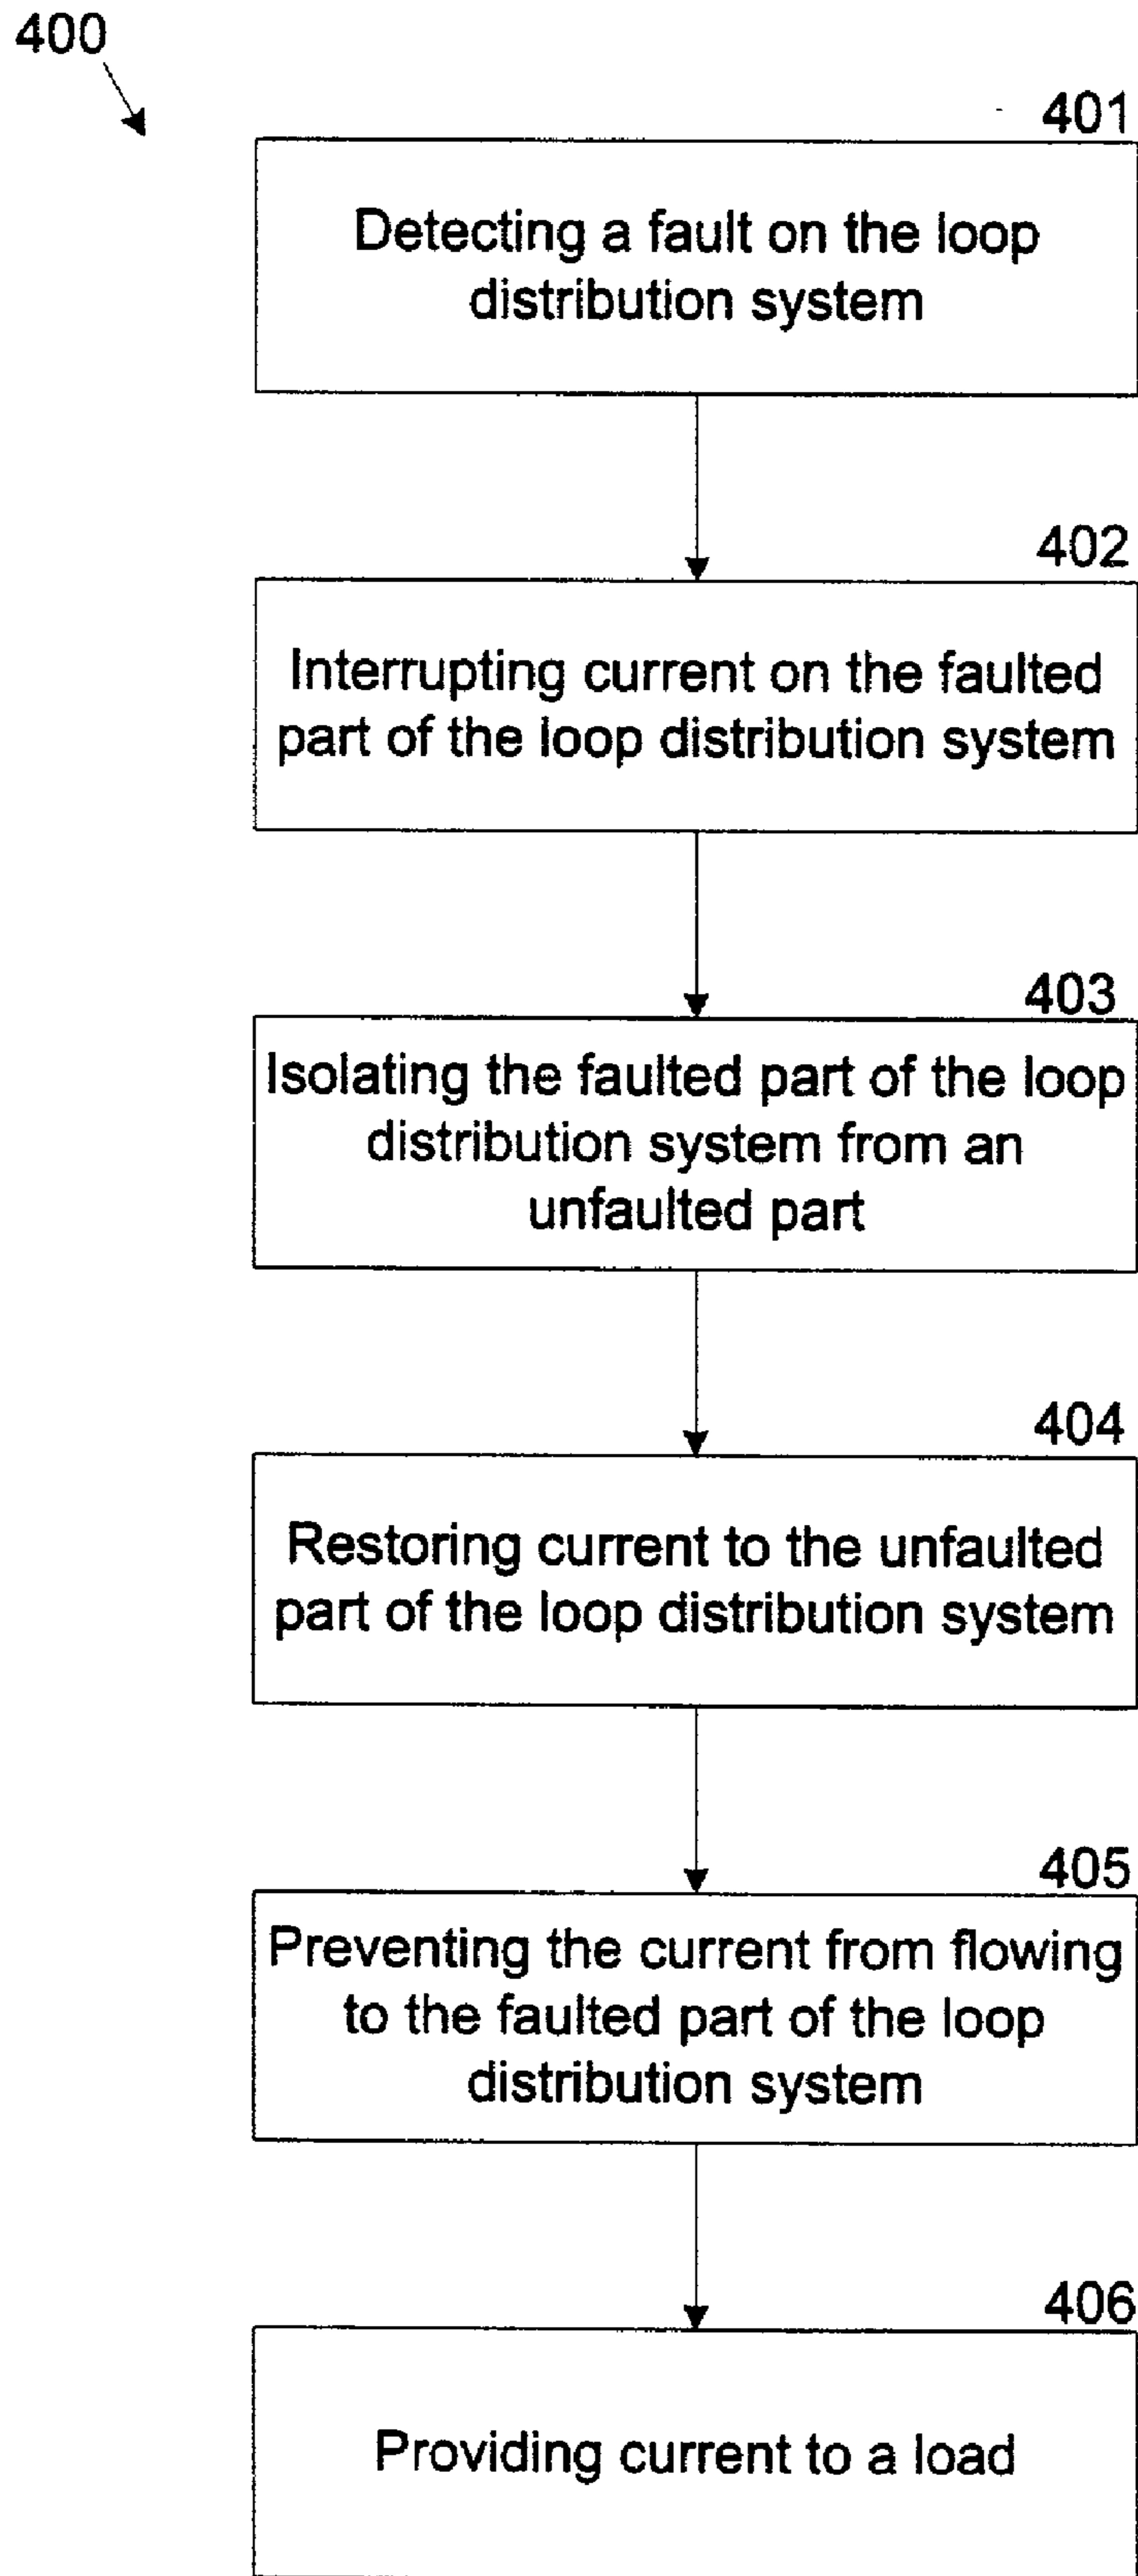 400
401
Detecting a fault on the loop
distribution system
402
Interrupting current on the faulted
part of the loop distribution system
403
Isolating the faulted part of the loop
distribution system from an
unfaulted part
404
Restoring current to the unfaulted
part of the loop distribution system
405
Preventing the current from flowing
to the faulted part of the loop
distribution system
406
Providing current to a load